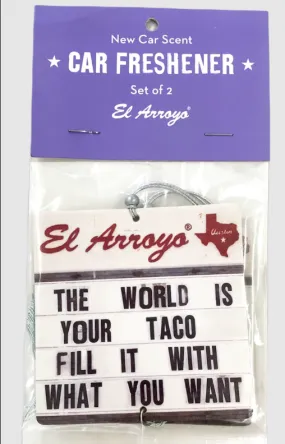 New Car Scent
★ CAR FRESHENER ★
Set of 2
El Arroyo®
El Arroyo®
THE WORLD IS
YOUR TACO
FILL IT WITH
WHAT YOU WANT